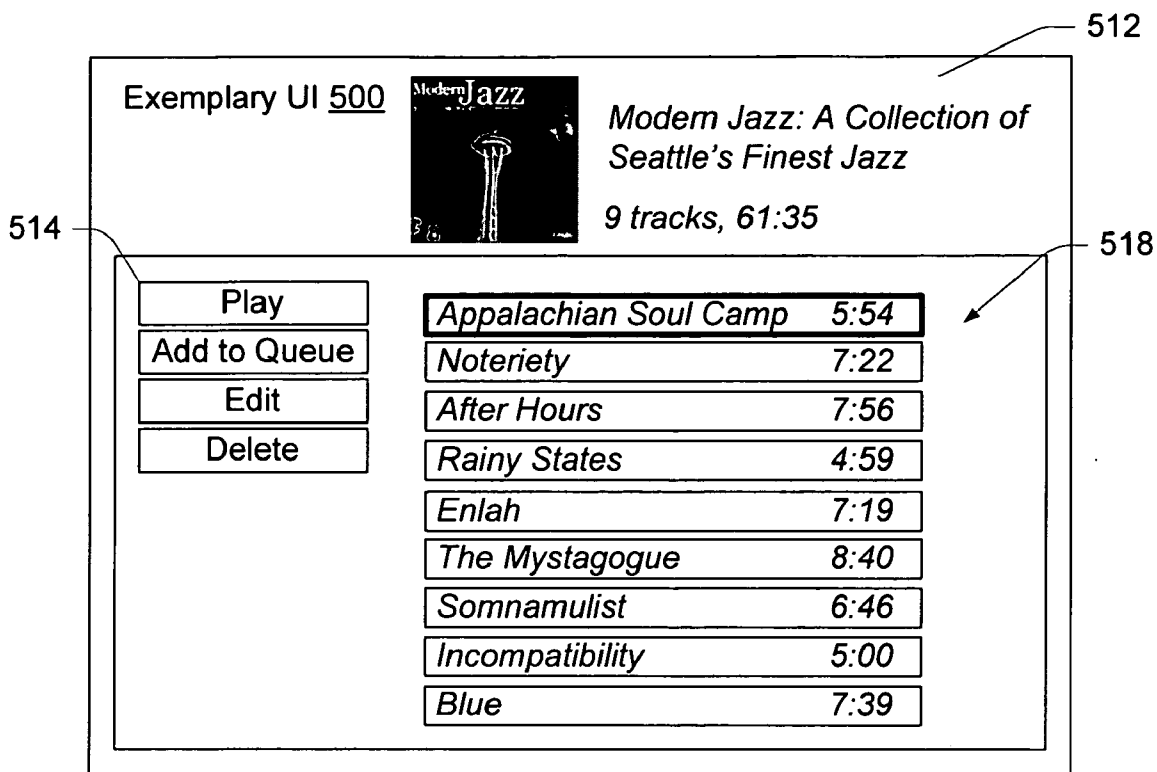 512
Exemplary UI 500
Modern Jazz
Modern Jazz: A Collection of
Seattle's Finest Jazz
9 tracks, 61:35
514
518
Play
Add to Queue
Edit
Delete
Appalachian Soul Camp 5:54
Noteriety 7:22
After Hours 7:56
Rainy States 4:59
Enlah 7:19
The Mystagogue 8:40
Somnamulist 6:46
Incompatibility 5:00
Blue 7:39